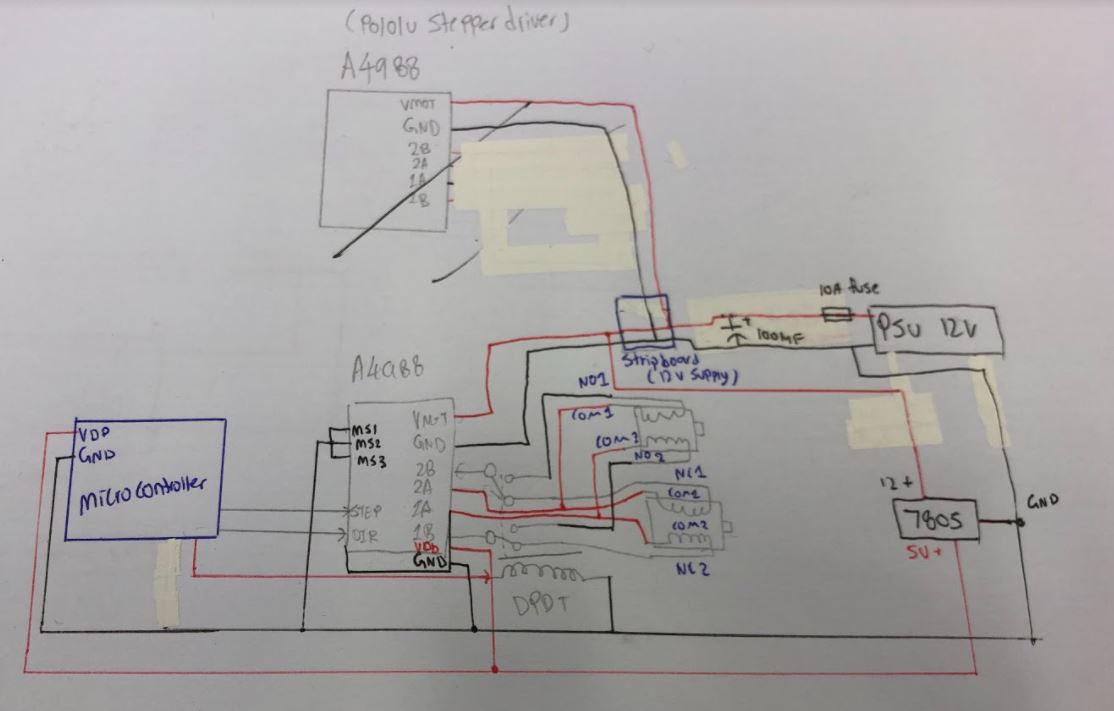 (Pololu Stepper driver)
A4988
VMOT
GND
2B
2A
1A
1B
10A fuse
PSU 12V
+
100MF
Stripboard
(12V Supply)
A4988
NO1
COM1
COM2
NO2
NC1
COM1
COM2
NC2
MS1
MS2
MS3
VMOT
GND
2B
2A
1A
1B
STEP
DIR
VDD
GND
VDD
GND
Microcontroller
DPDT
12+
7805
5V+
GND